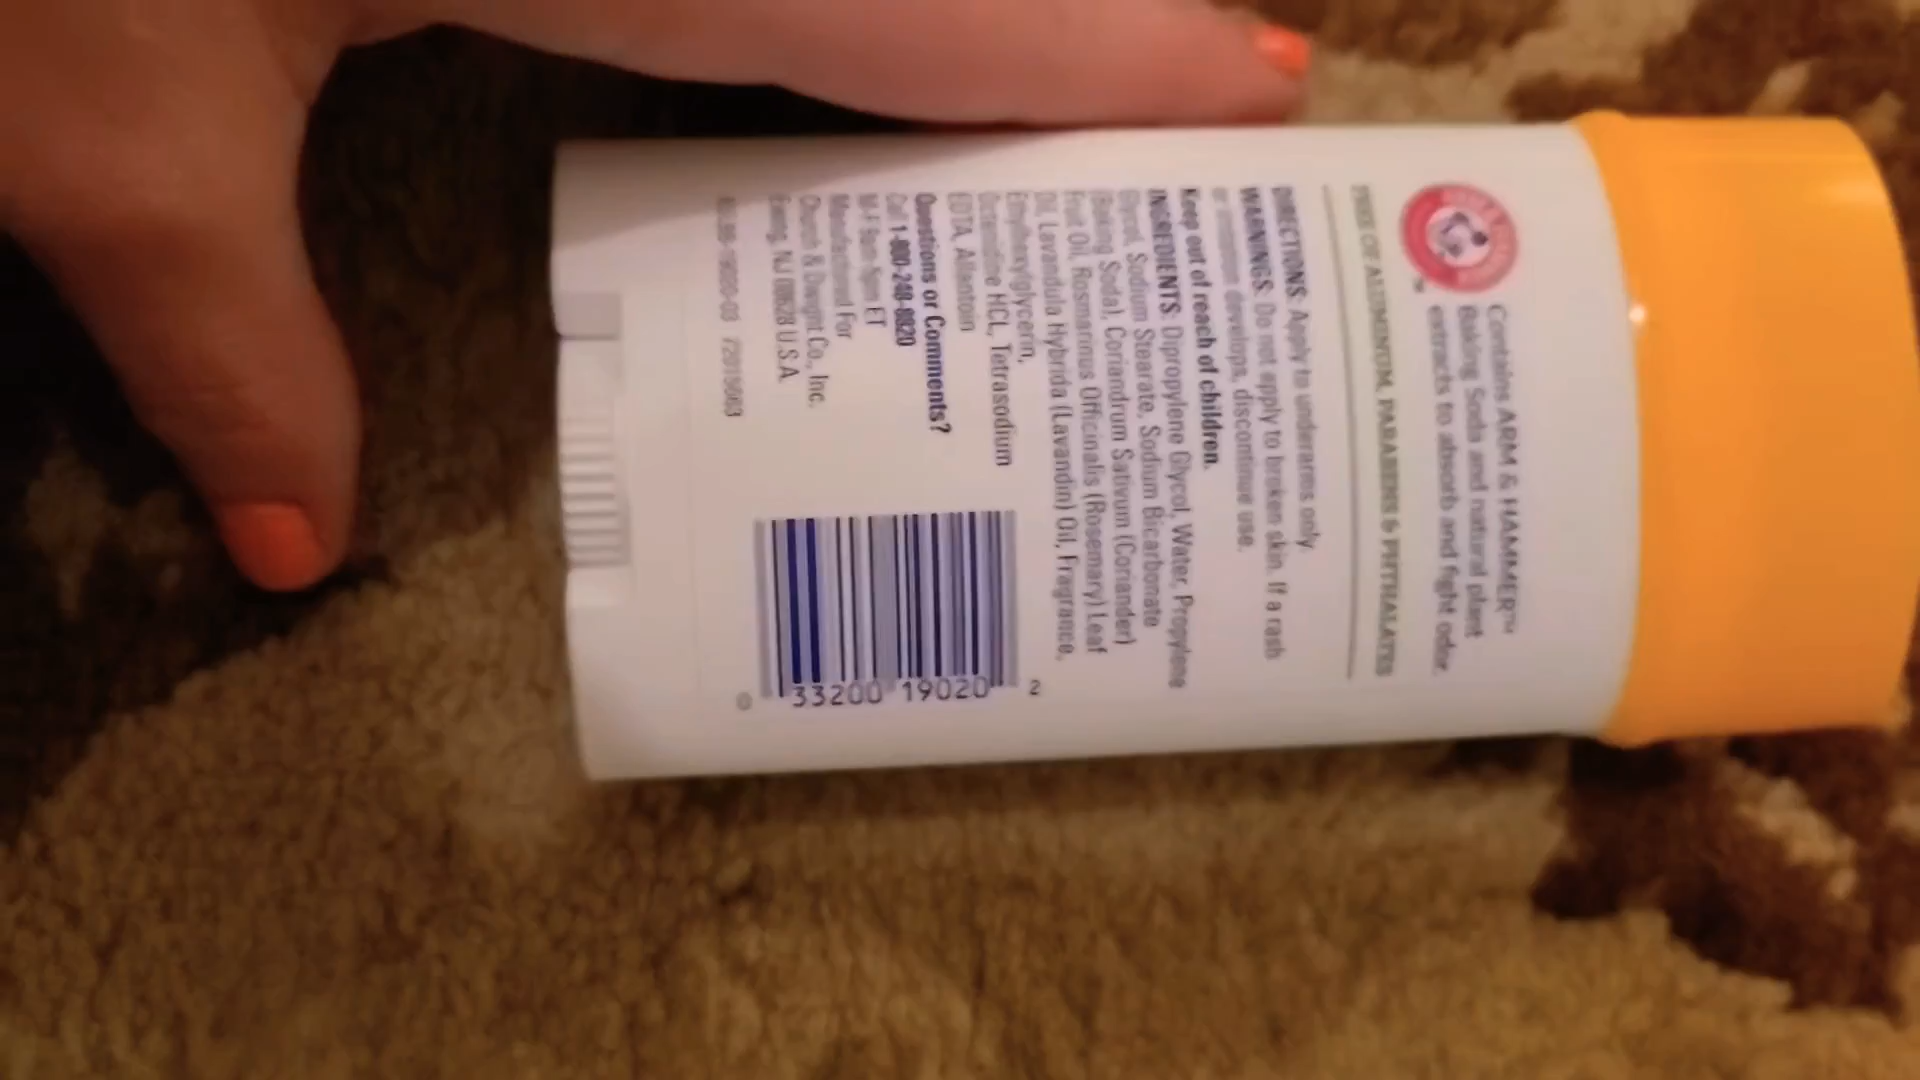 Contains ARM & HAMMER™
Baking Soda and natural plant
extracts to absorb and fight odor.
FREE OF ALUMINUM, PARABENS & PHTHALATES
DIRECTIONS: Apply to underarms only.
WARNINGS: Do not apply to broken skin. If a rash
or irritation develops, discontinue use.
Keep out of reach of children.
INGREDIENTS: Dipropylene Glycol, Water, Propylene
Glycol, Sodium Stearate, Sodium Bicarbonate
(Baking Soda), Coriandrum Sativum (Coriander)
Fruit Oil, Rosmarinus Officinalis (Rosemary) Leaf
Oil, Lavandula Hybrida (Lavandin) Oil, Fragrance,
Ethylhexylglycerin,
Octenidine HCL, Tetrasodium
EDTA, Allantoin
Questions or Comments?
Call 1-800-248-8820
M-F 9am-5pm ET
Manufactured For
Church & Dwight Co., Inc.
Ewing, NJ 08628 U.S.A.
0 33200 19020 2